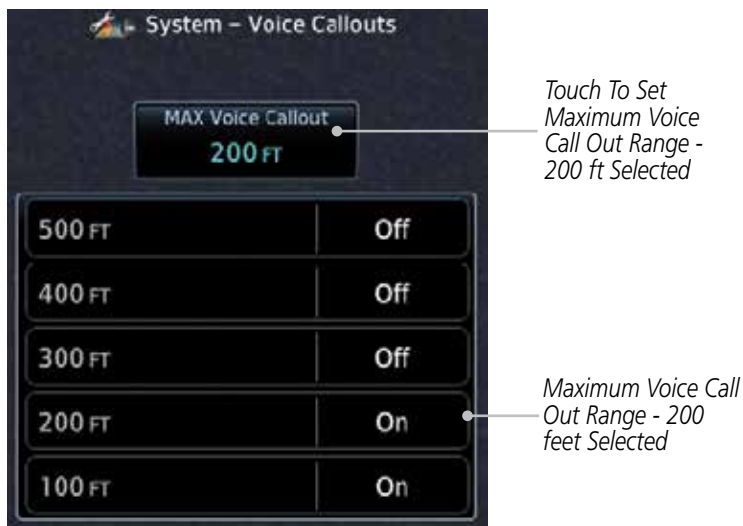 System – Voice Callouts
MAX Voice Callout
200 FT
Touch To Set
Maximum Voice
Call Out Range -
200 ft Selected
500 FT Off
400 FT Off
300 FT Off
200 FT On
Maximum Voice Call
Out Range - 200
feet Selected
100 FT On